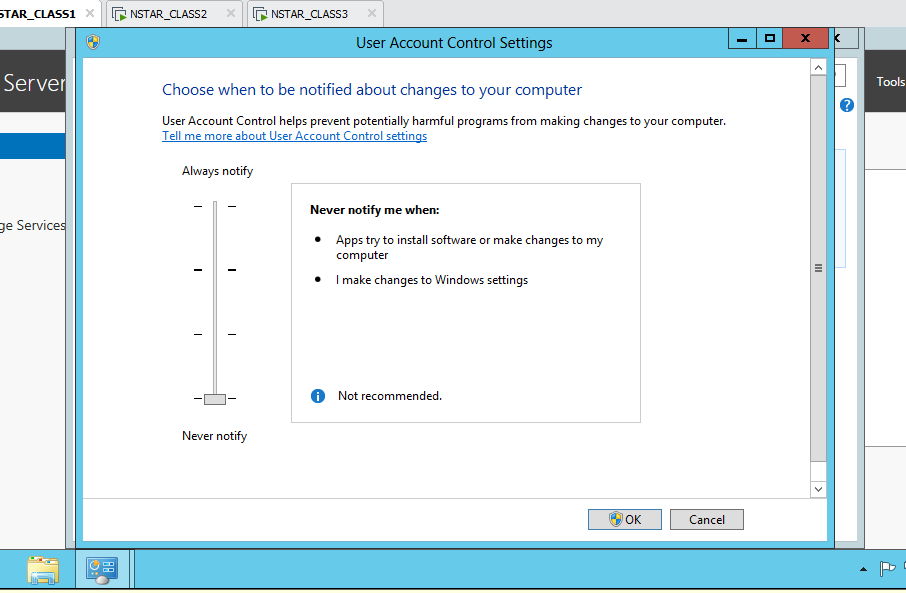 STAR_CLASS1
NSTAR_CLASS2
NSTAR_CLASS3
User Account Control Settings
Server
Tools
Choose when to be notified about changes to your computer
User Account Control helps prevent potentially harmful programs from making changes to your computer.
Tell me more about User Account Control settings
Always notify
Never notify me when:
Apps try to install software or make changes to my
computer
ge Services
I make changes to Windows settings
Not recommended.
Never notify
OK
Cancel